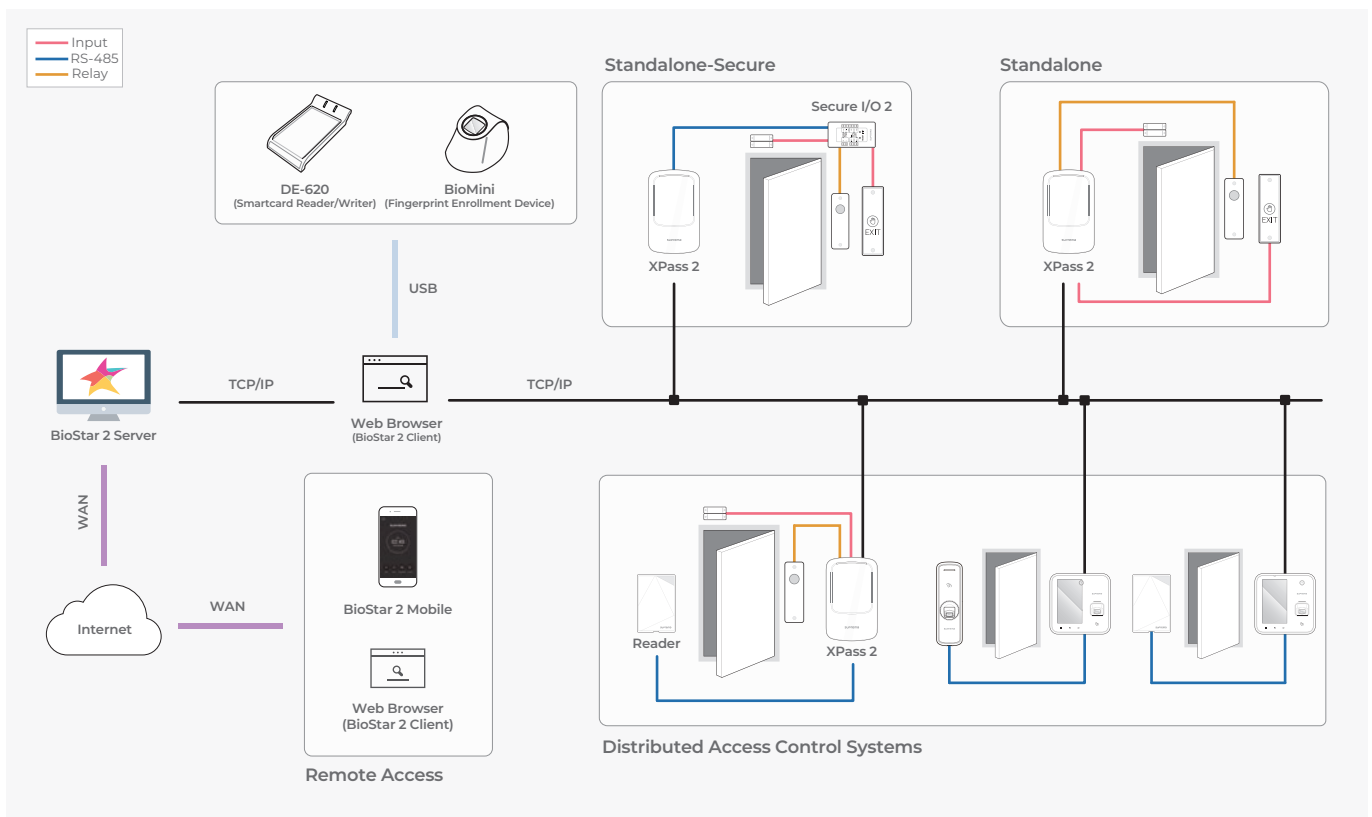 Input
RS-485
Relay
DE-620
(Smartcard Reader/Writer)
BioMini
(Fingerprint Enrollment Device)
USB
Standalone-Secure
Secure I/O 2
EXIT
XPass 2
Standalone
EXIT
XPass 2
BioStar 2 Server
TCP/IP
Web Browser
(BioStar 2 Client)
TCP/IP
WAN
Internet
WAN
BioStar 2 Mobile
Web Browser
(BioStar 2 Client)
Remote Access
Reader
XPass 2
Distributed Access Control Systems